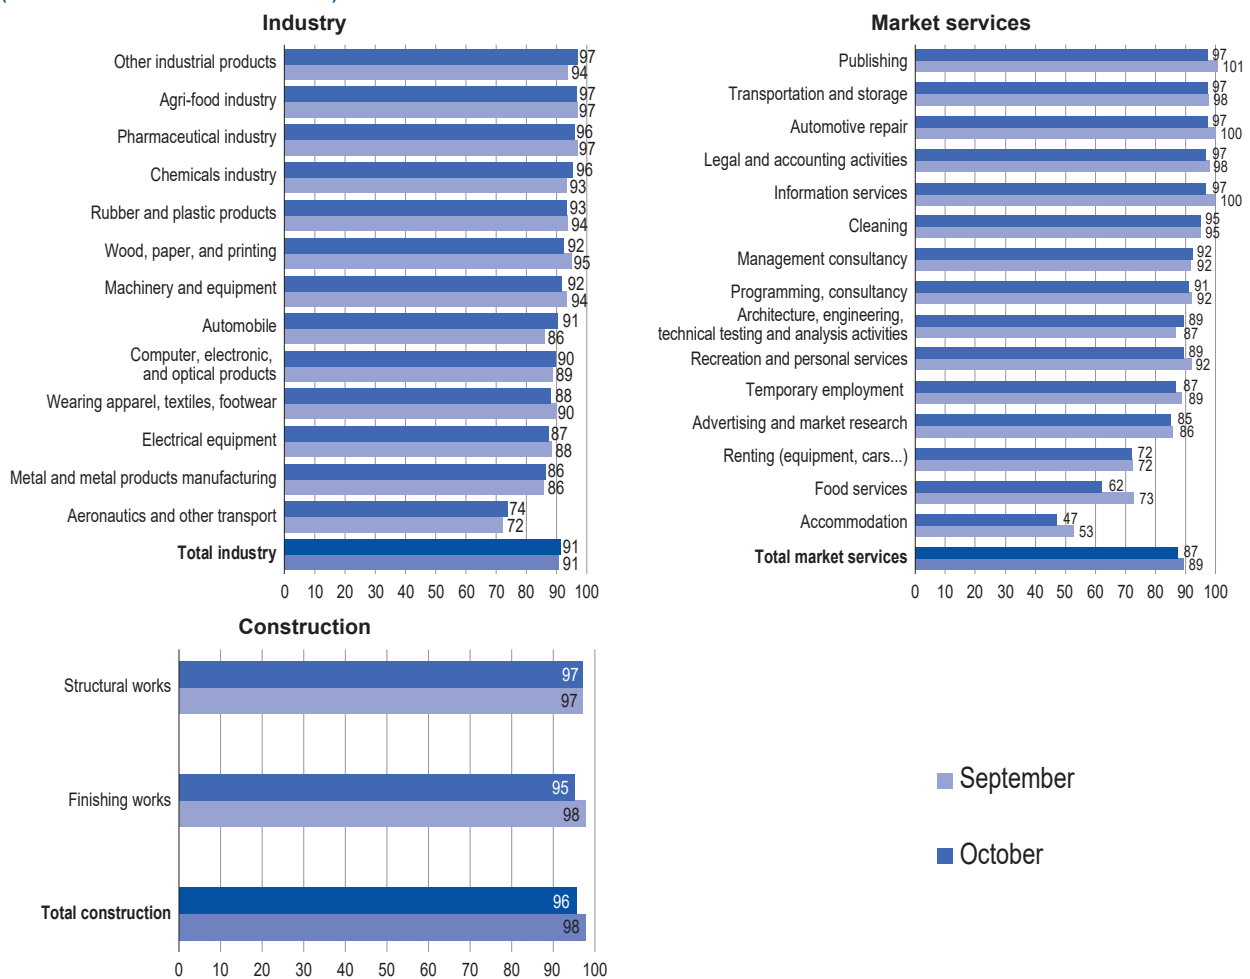 Industry
Other industrial products
97
94
Agri-food industry
97
97
Pharmaceutical industry
96
97
Chemicals industry
96
93
Rubber and plastic products
93
94
Wood, paper, and printing
92
95
Machinery and equipment
92
94
Automobile
91
86
Computer, electronic,
and optical products
90
89
Wearing apparel, textiles, footwear
88
90
Electrical equipment
87
88
Metal and metal products manufacturing
86
86
Aeronautics and other transport
74
72
Total industry
91
91
0 10 20 30 40 50 60 70 80 90 100
Market services
Publishing
97
101
Transportation and storage
97
98
Automotive repair
97
100
Legal and accounting activities
97
98
Information services
97
100
Cleaning
95
95
Management consultancy
92
92
Programming, consultancy
91
92
Architecture, engineering,
technical testing and analysis activities
89
87
Recreation and personal services
89
92
Temporary employment
87
89
Advertising and market research
85
86
Renting (equipment, cars...)
72
72
Food services
62
73
Accommodation
47
53
Total market services
87
89
0 10 20 30 40 50 60 70 80 90 100
Construction
Structural works
97
97
Finishing works
95
98
Total construction
96
98
0 10 20 30 40 50 60 70 80 90 100
September
October